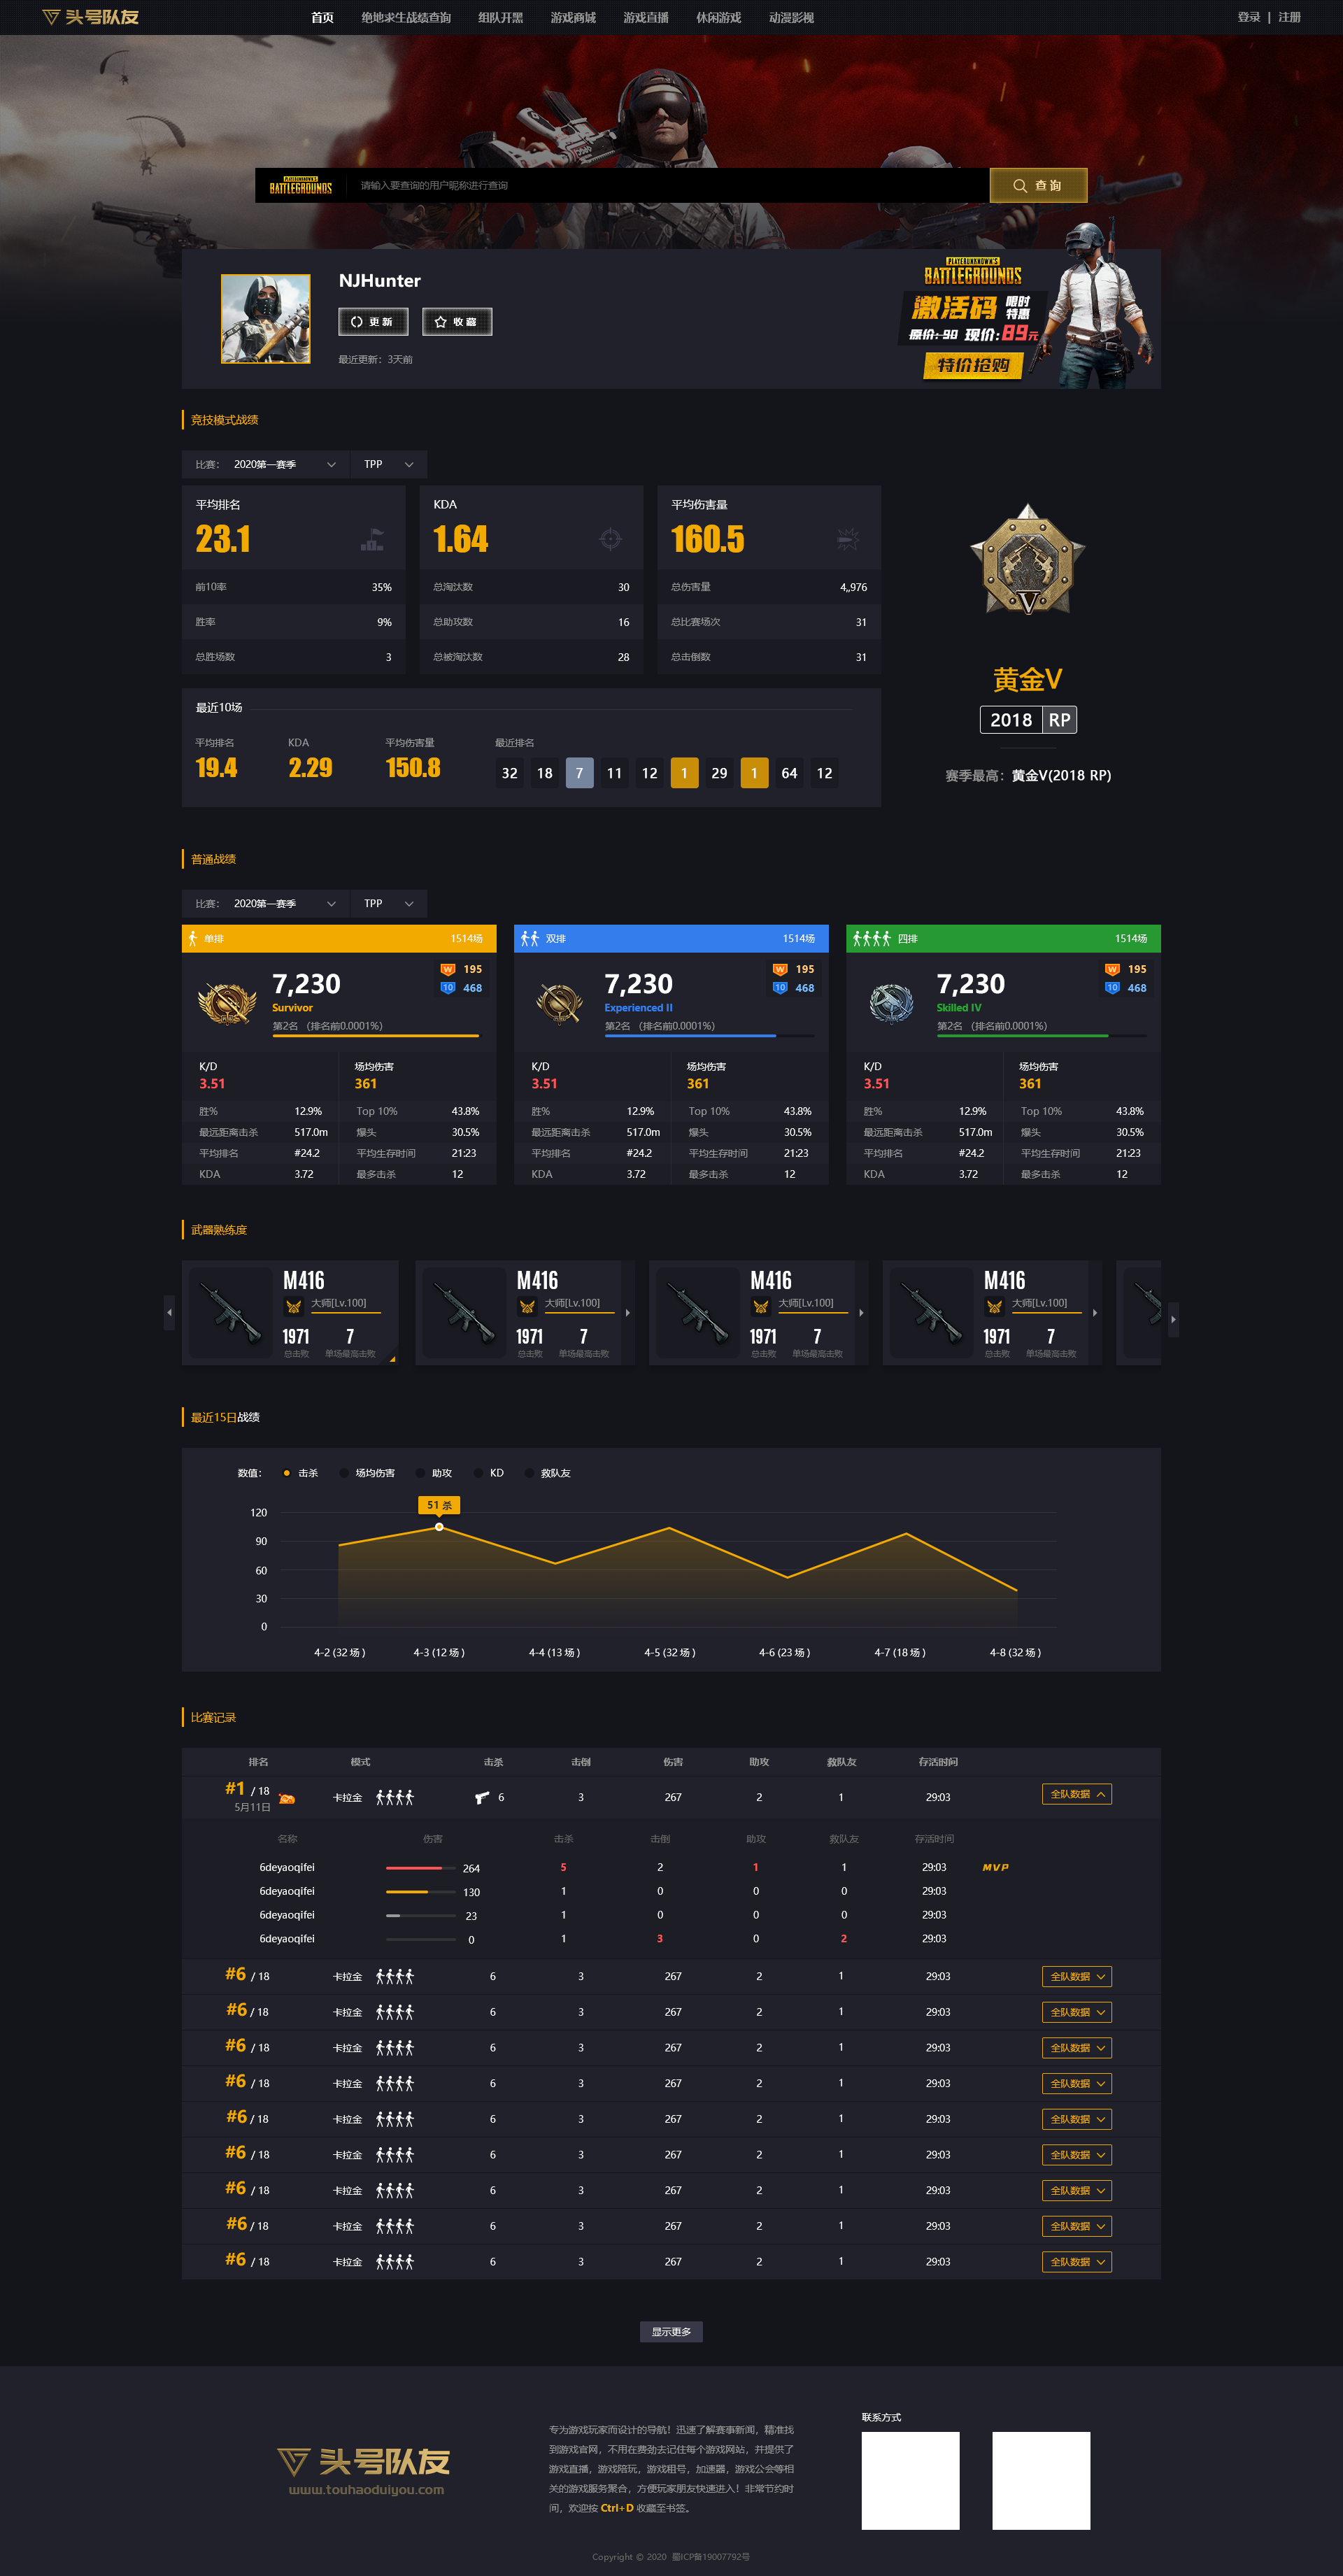 头号队友 首页 绝地求生战绩查询 组队开黑 游戏商城 游戏直播 休闲游戏 动漫影视 登录 | 注册
PLAYERUNKNOWN'S
BATTLEGROUNDS 请输入要查询的用户昵称进行查询 查 询
NJHunter
更 新 收 藏
最近更新：3天前
PLAYERUNKNOWN'S
BATTLEGROUNDS
激活码 限时特惠
原价:98 现价:89元
特价抢购
竞技模式战绩
比赛： 2020第一赛季 TPP
平均排名 KDA 平均伤害量
23.1 1.64 160.5
前10率 35% 总淘汰数 30 总伤害量 4,,976
胜率 9% 总助攻数 16 总比赛场次 31
总胜场数 3 总被淘汰数 28 总击倒数 31
V
黄金V
2018 RP
赛季最高：黄金V(2018 RP)
最近10场
平均排名 KDA 平均伤害量 最近排名
19.4 2.29 150.8 32 18 7 11 12 1 29 1 64 12
普通战绩
比赛： 2020第一赛季 TPP
单排 1514场 双排 1514场 四排 1514场
7,230 W 195 7,230 W 195 7,230 W 195
10 468 10 468 10 468
Survivor Experienced II Skilled IV
第2名 （排名前0.0001%） 第2名 （排名前0.0001%） 第2名 （排名前0.0001%）
K/D 场均伤害 K/D 场均伤害 K/D 场均伤害
3.51 361 3.51 361 3.51 361
胜% 12.9% Top 10% 43.8% 胜% 12.9% Top 10% 43.8% 胜% 12.9% Top 10% 43.8%
最远距离击杀 517.0m 爆头 30.5% 最远距离击杀 517.0m 爆头 30.5% 最远距离击杀 517.0m 爆头 30.5%
平均排名 #24.2 平均生存时间 21:23 平均排名 #24.2 平均生存时间 21:23 平均排名 #24.2 平均生存时间 21:23
KDA 3.72 最多击杀 12 KDA 3.72 最多击杀 12 KDA 3.72 最多击杀 12
武器熟练度
M416 M416 M416 M416
大师[Lv.100] 大师[Lv.100] 大师[Lv.100] 大师[Lv.100]
1971 7 1971 7 1971 7 1971 7
总击败 单场最高击败 总击败 单场最高击败 总击败 单场最高击败 总击败 单场最高击败
最近15日战绩
数值： 击杀 场均伤害 助攻 KD 救队友
51 杀
120
90
60
30
0
4-2 (32 场 ) 4-3 (12 场 ) 4-4 (13 场 ) 4-5 (32 场 ) 4-6 (23 场 ) 4-7 (18 场 ) 4-8 (32 场 )
比赛记录
排名 模式 击杀 击倒 伤害 助攻 救队友 存活时间
#1 / 18 卡拉金 6 3 267 2 1 29:03 全队数据
5月11日
名称 伤害 击杀 击倒 助攻 救队友 存活时间
6deyaoqifei 264 5 2 1 1 29:03 MVP
6deyaoqifei 130 1 0 0 0 29:03
6deyaoqifei 23 1 0 0 0 29:03
6deyaoqifei 0 1 3 0 2 29:03
#6 / 18 卡拉金 6 3 267 2 1 29:03 全队数据
#6 / 18 卡拉金 6 3 267 2 1 29:03 全队数据
#6 / 18 卡拉金 6 3 267 2 1 29:03 全队数据
#6 / 18 卡拉金 6 3 267 2 1 29:03 全队数据
#6 / 18 卡拉金 6 3 267 2 1 29:03 全队数据
#6 / 18 卡拉金 6 3 267 2 1 29:03 全队数据
#6 / 18 卡拉金 6 3 267 2 1 29:03 全队数据
#6 / 18 卡拉金 6 3 267 2 1 29:03 全队数据
#6 / 18 卡拉金 6 3 267 2 1 29:03 全队数据
显示更多
头号队友
www.touhaoduiyou.com
专为游戏玩家而设计的导航！迅速了解赛事新闻，精准找
到游戏官网，不用在费劲去记住每个游戏网站，并提供了
游戏直播，游戏陪玩，游戏租号，加速器，游戏公会等相
关的游戏服务聚合，方便玩家朋友快速进入！非常节约时
间，欢迎按 Ctrl+D 收藏至书签。
联系方式
Copyright © 2020 蜀ICP备19007792号